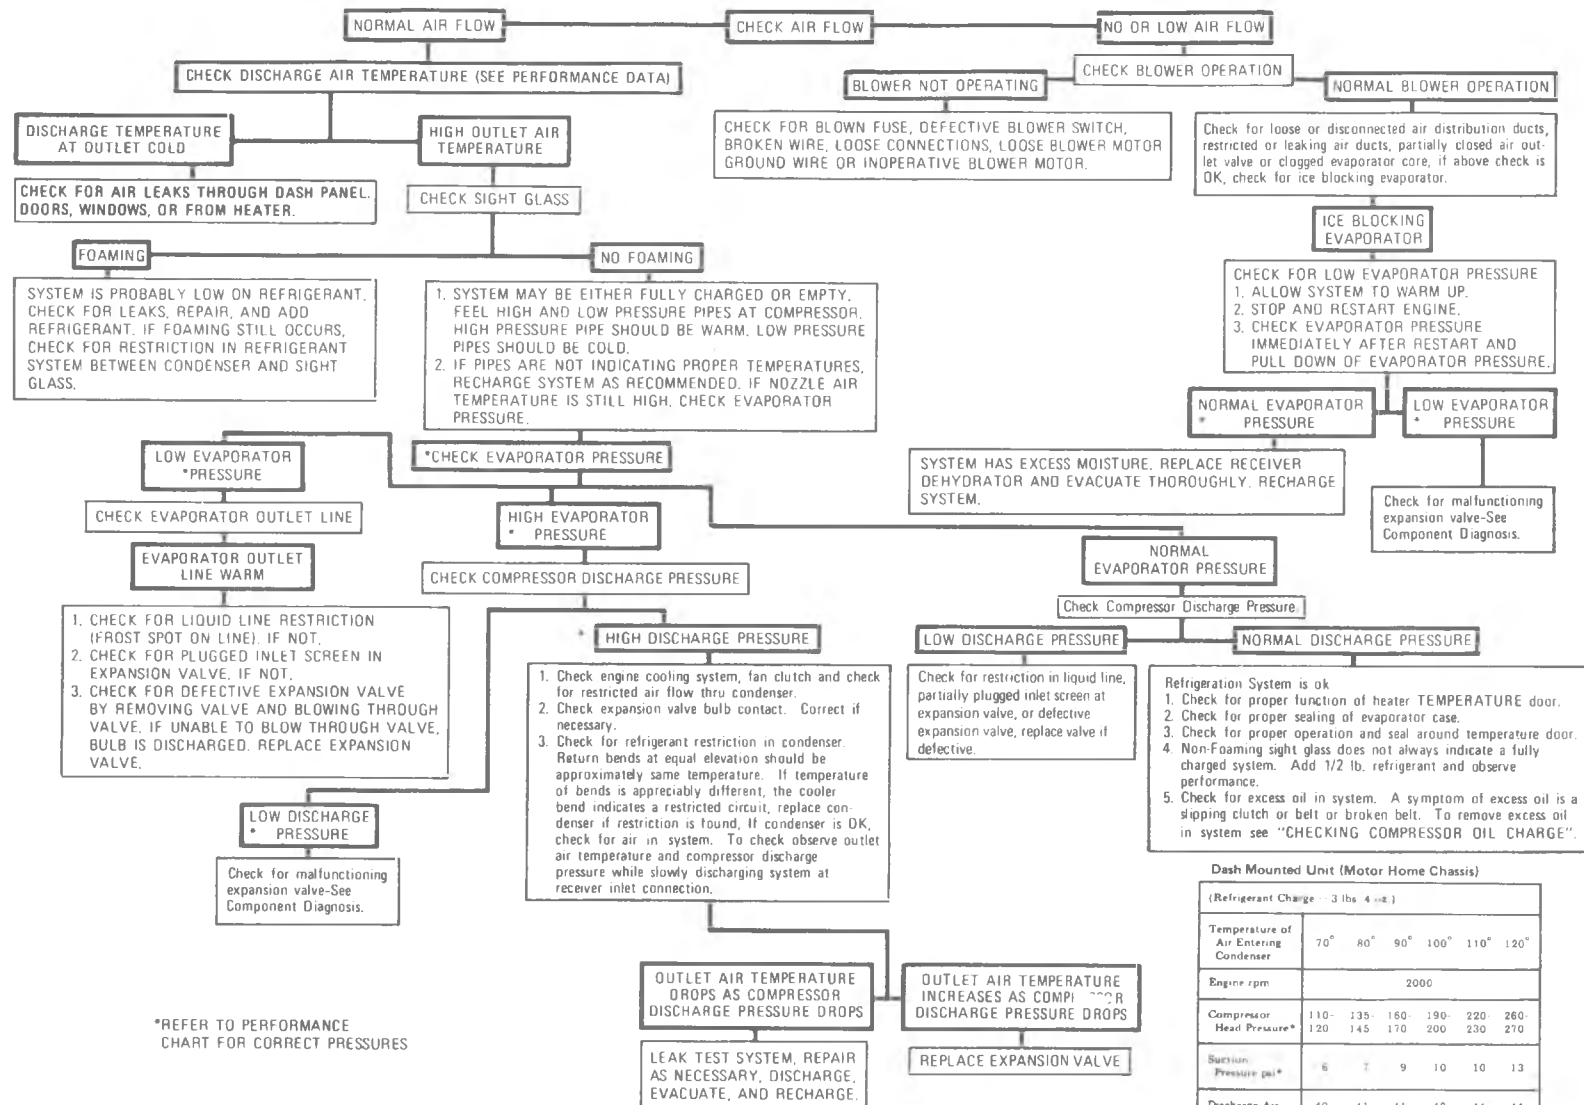 NORMAL AIR FLOW
CHECK AIR FLOW
NO OR LOW AIR FLOW
CHECK DISCHARGE AIR TEMPERATURE (SEE PERFORMANCE DATA)
CHECK BLOWER OPERATION
BLOWER NOT OPERATING
NORMAL BLOWER OPERATION
DISCHARGE TEMPERATURE
AT OUTLET COLD
HIGH OUTLET AIR
TEMPERATURE
CHECK FOR BLOWN FUSE, DEFECTIVE BLOWER SWITCH,
BROKEN WIRE, LOOSE CONNECTIONS, LOOSE BLOWER MOTOR
GROUND WIRE OR INOPERATIVE BLOWER MOTOR.
Check for loose or disconnected air distribution ducts,
restricted or leaking air ducts, partially closed air out-
let valve or clogged evaporator core, if above check is
OK, check for ice blocking evaporator.
CHECK FOR AIR LEAKS THROUGH DASH PANEL.
DOORS, WINDOWS, OR FROM HEATER.
CHECK SIGHT GLASS
ICE BLOCKING
EVAPORATOR
FOAMING
NO FOAMING
SYSTEM IS PROBABLY LOW ON REFRIGERANT.
CHECK FOR LEAKS, REPAIR, AND ADD
REFRIGERANT. IF FOAMING STILL OCCURS,
CHECK FOR RESTRICTION IN REFRIGERANT
SYSTEM BETWEEN CONDENSER AND SIGHT
GLASS.
1. SYSTEM MAY BE EITHER FULLY CHARGED OR EMPTY.
FEEL HIGH AND LOW PRESSURE PIPES AT COMPRESSOR.
HIGH PRESSURE PIPE SHOULD BE WARM. LOW PRESSURE
PIPES SHOULD BE COLD.
2. IF PIPES ARE NOT INDICATING PROPER TEMPERATURES,
RECHARGE SYSTEM AS RECOMMENDED. IF NOZZLE AIR
TEMPERATURE IS STILL HIGH, CHECK EVAPORATOR
PRESSURE.
CHECK FOR LOW EVAPORATOR PRESSURE
1. ALLOW SYSTEM TO WARM UP.
2. STOP AND RESTART ENGINE.
3. CHECK EVAPORATOR PRESSURE
IMMEDIATELY AFTER RESTART AND
PULL DOWN OF EVAPORATOR PRESSURE.
NORMAL EVAPORATOR
* PRESSURE
LOW EVAPORATOR
* PRESSURE
LOW EVAPORATOR
*PRESSURE
*CHECK EVAPORATOR PRESSURE
SYSTEM HAS EXCESS MOISTURE. REPLACE RECEIVER
DEHYDRATOR AND EVACUATE THOROUGHLY. RECHARGE
SYSTEM.
CHECK EVAPORATOR OUTLET LINE
HIGH EVAPORATOR
* PRESSURE
Check for malfunctioning
expansion valve-See
Component Diagnosis.
EVAPORATOR OUTLET
LINE WARM
CHECK COMPRESSOR DISCHARGE PRESSURE
NORMAL
EVAPORATOR PRESSURE
Check Compressor Discharge Pressure
1. CHECK FOR LIQUID LINE RESTRICTION
(FROST SPOT ON LINE). IF NOT,
2. CHECK FOR PLUGGED INLET SCREEN IN
EXPANSION VALVE, IF NOT,
3. CHECK FOR DEFECTIVE EXPANSION VALVE
BY REMOVING VALVE AND BLOWING THROUGH
VALVE. IF UNABLE TO BLOW THROUGH VALVE,
BULB IS DISCHARGED. REPLACE EXPANSION
VALVE.
* HIGH DISCHARGE PRESSURE
LOW DISCHARGE PRESSURE
NORMAL DISCHARGE PRESSURE
1. Check engine cooling system, fan clutch and check
for restricted air flow thru condenser.
2. Check expansion valve bulb contact. Correct if
necessary.
3. Check for refrigerant restriction in condenser.
Return bends at equal elevation should be
approximately same temperature. If temperature
of bends is appreciably different, the cooler
bend indicates a restricted circuit, replace con-
denser if restriction is found, If condenser is OK,
check for air in system. To check observe outlet
air temperature and compressor discharge
pressure while slowly discharging system at
receiver inlet connection.
Check for restriction in liquid line,
partially plugged inlet screen at
expansion valve, or defective
expansion valve, replace valve if
defective.
Refrigeration System is ok
1. Check for proper function of heater TEMPERATURE door.
2. Check for proper sealing of evaporator case.
3. Check for proper operation and seal around temperature door.
4. Non-Foaming sight glass does not always indicate a fully
charged system. Add 1/2 lb. refrigerant and observe
performance.
5. Check for excess oil in system. A symptom of excess oil is a
slipping clutch or belt or broken belt. To remove excess oil
in system see "CHECKING COMPRESSOR OIL CHARGE".
LOW DISCHARGE
* PRESSURE
Check for malfunctioning
expansion valve-See
Component Diagnosis.
Dash Mounted Unit (Motor Home Chassis)
(Refrigerant Charge - 3 lbs. 4 oz.)
Temperature of
Air Entering
Condenser
70° 80° 90° 100° 110° 120°
Engine rpm 2000
Compressor
Head Pressure*
110- 135- 160- 190- 220- 260-
120 145 170 200 230 270
Suction
Pressure psi*
6 7 9 10 10 13
Discharge Air
OUTLET AIR TEMPERATURE
DROPS AS COMPRESSOR
DISCHARGE PRESSURE DROPS
OUTLET AIR TEMPERATURE
INCREASES AS
DISCHARGE PRESSURE DROPS
LEAK TEST SYSTEM, REPAIR
AS NECESSARY, DISCHARGE,
EVACUATE, AND RECHARGE.
REPLACE EXPANSION VALVE
*REFER TO PERFORMANCE
CHART FOR CORRECT PRESSURES